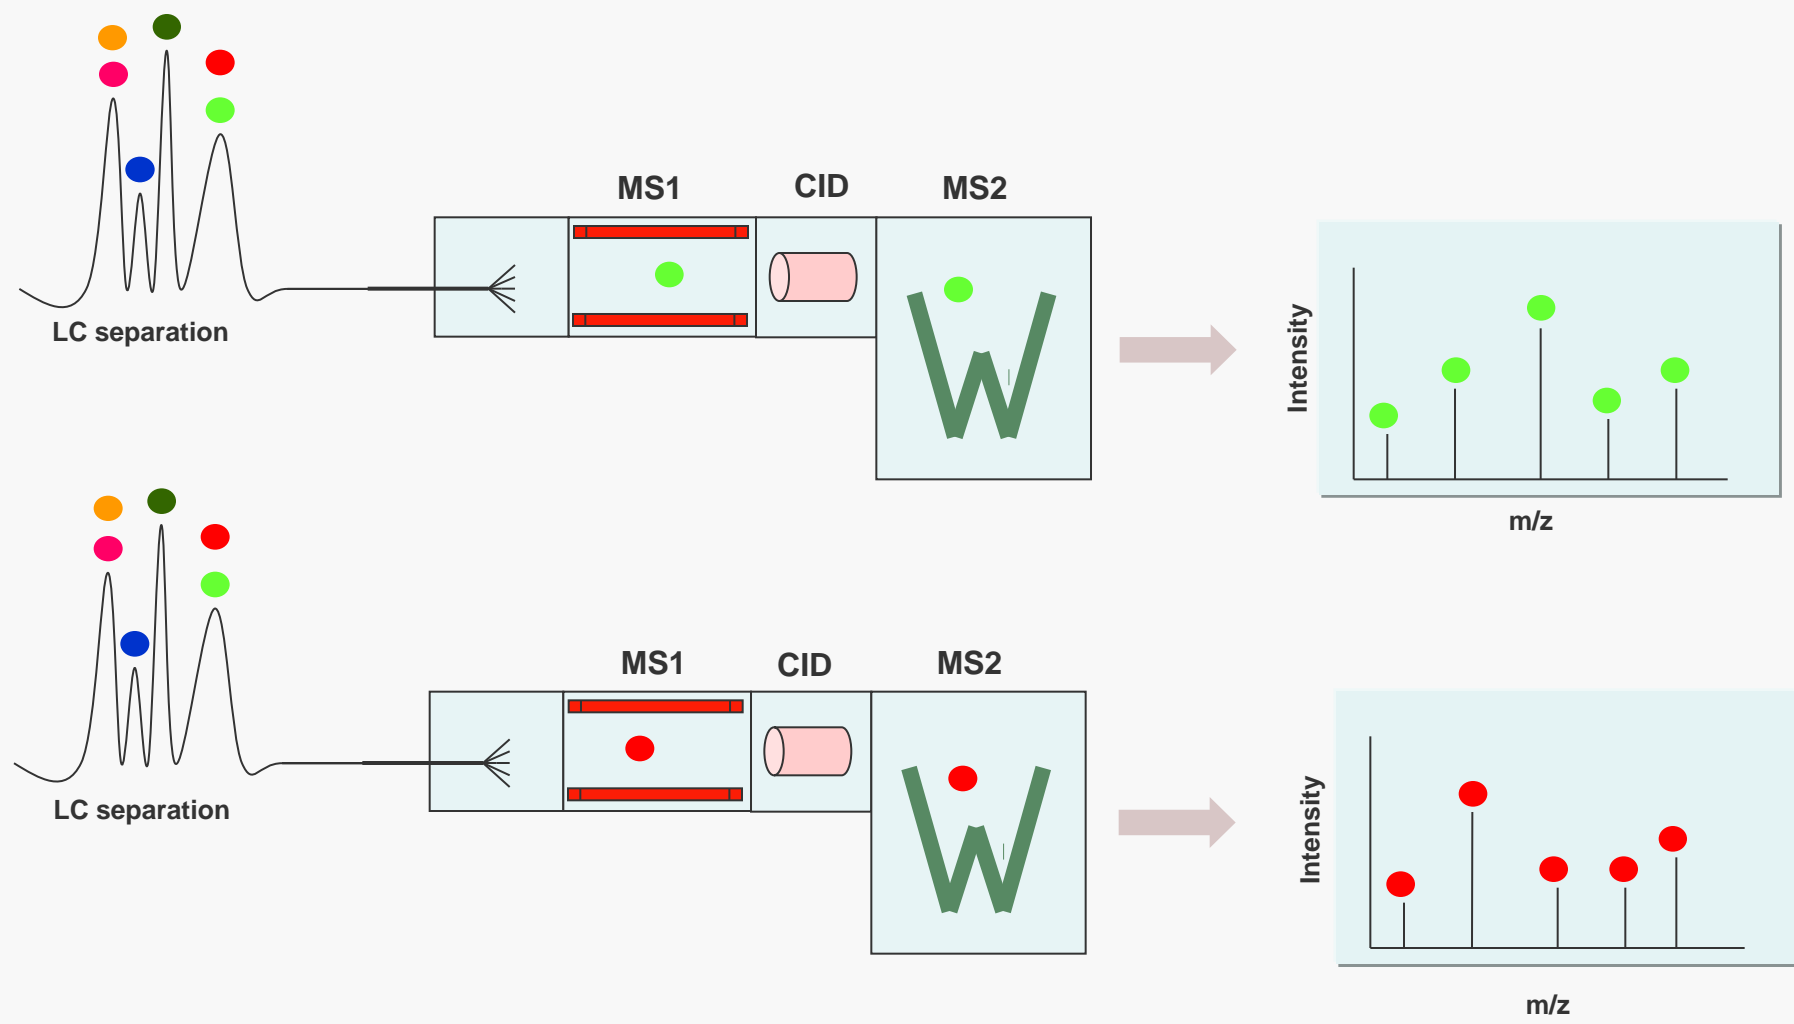 MS1
CID
MS2
LC separation
Intensity
m/z
MS1
CID
MS2
LC separation
Intensity
m/z